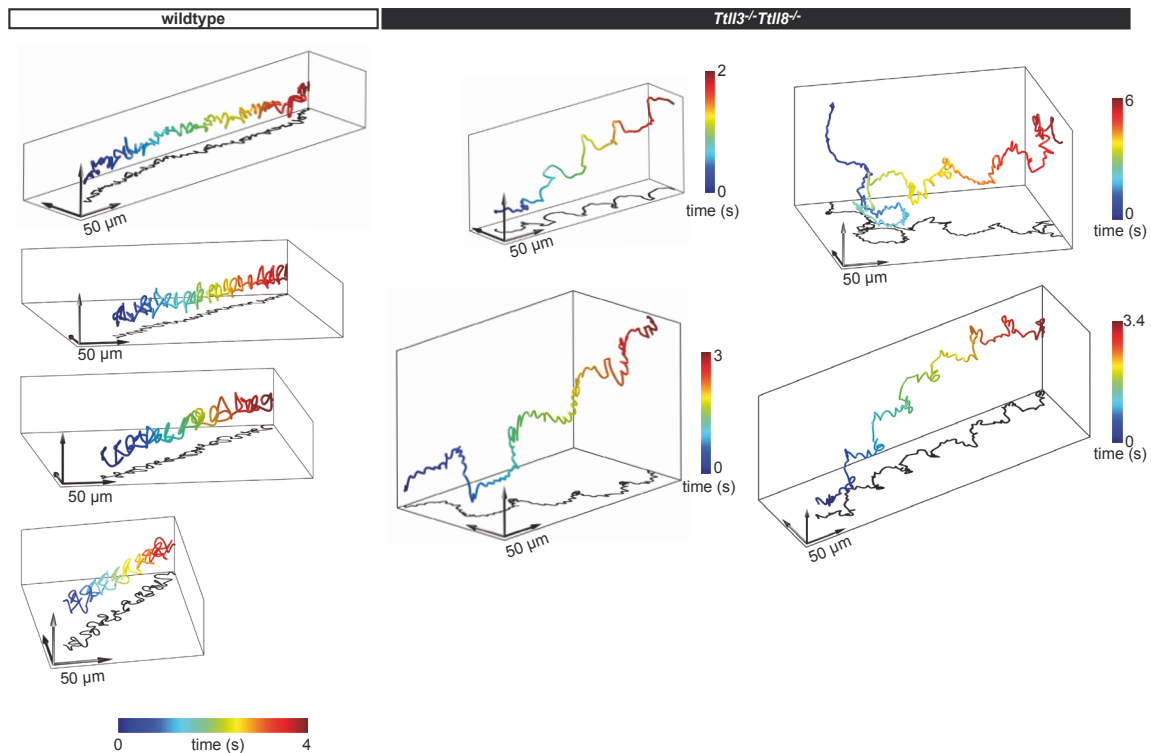 wildtype
Ttll3-/-Ttll8-/-
50 µm
50 µm
50 µm
50 µm
0 time (s) 4
2
0
time (s)
50 µm
6
0
time (s)
50 µm
3
0
time (s)
50 µm
3.4
0
time (s)
50 µm